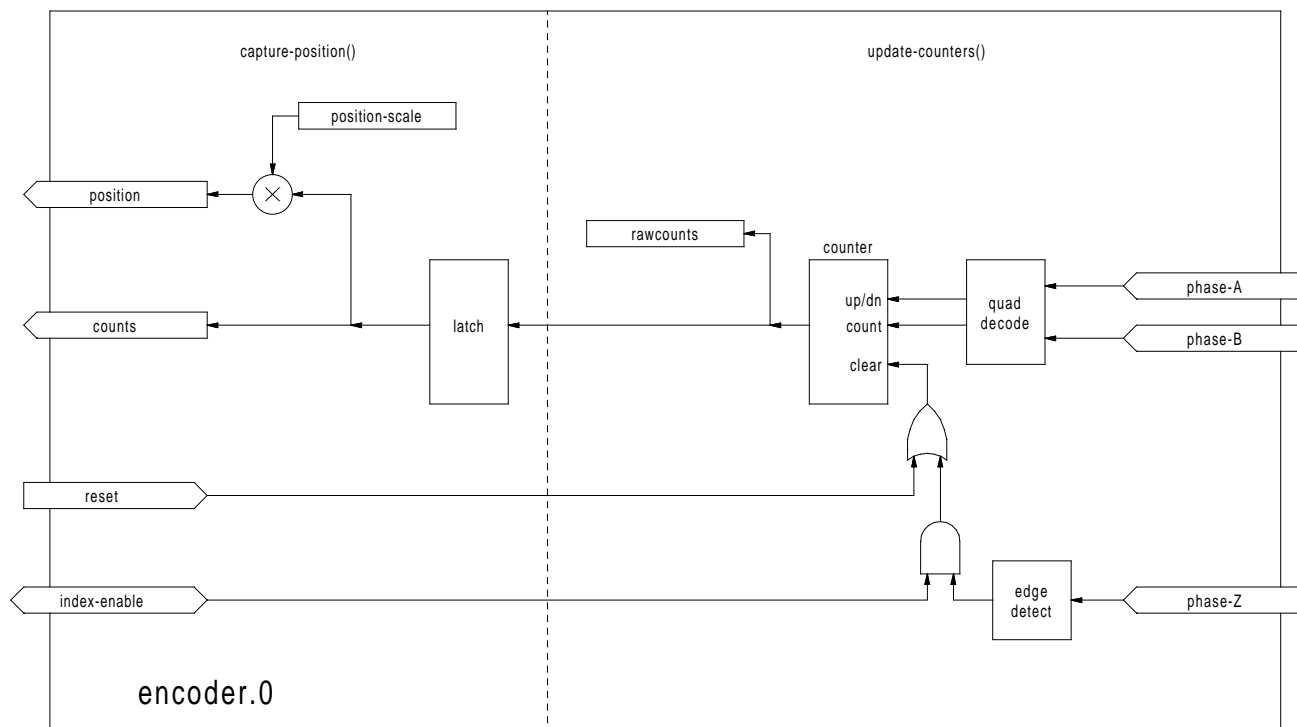 capture-position()
update-counters()
position-scale
position
rawcounts
counter
up/dn
count
clear
quad
decode
phase-A
phase-B
counts
latch
reset
index-enable
edge
detect
phase-Z
encoder.0